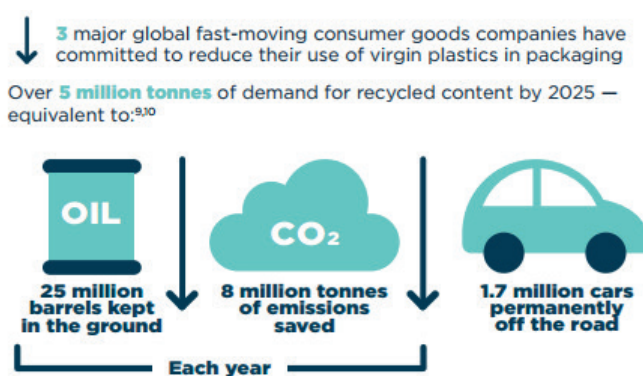 3 major global fast-moving consumer goods companies have
committed to reduce their use of virgin plastics in packaging
Over 5 million tonnes of demand for recycled content by 2025 —
equivalent to:9,10
OIL
CO2
25 million
barrels kept
in the ground
8 million tonnes
of emissions
saved
1.7 million cars
permanently
off the road
Each year